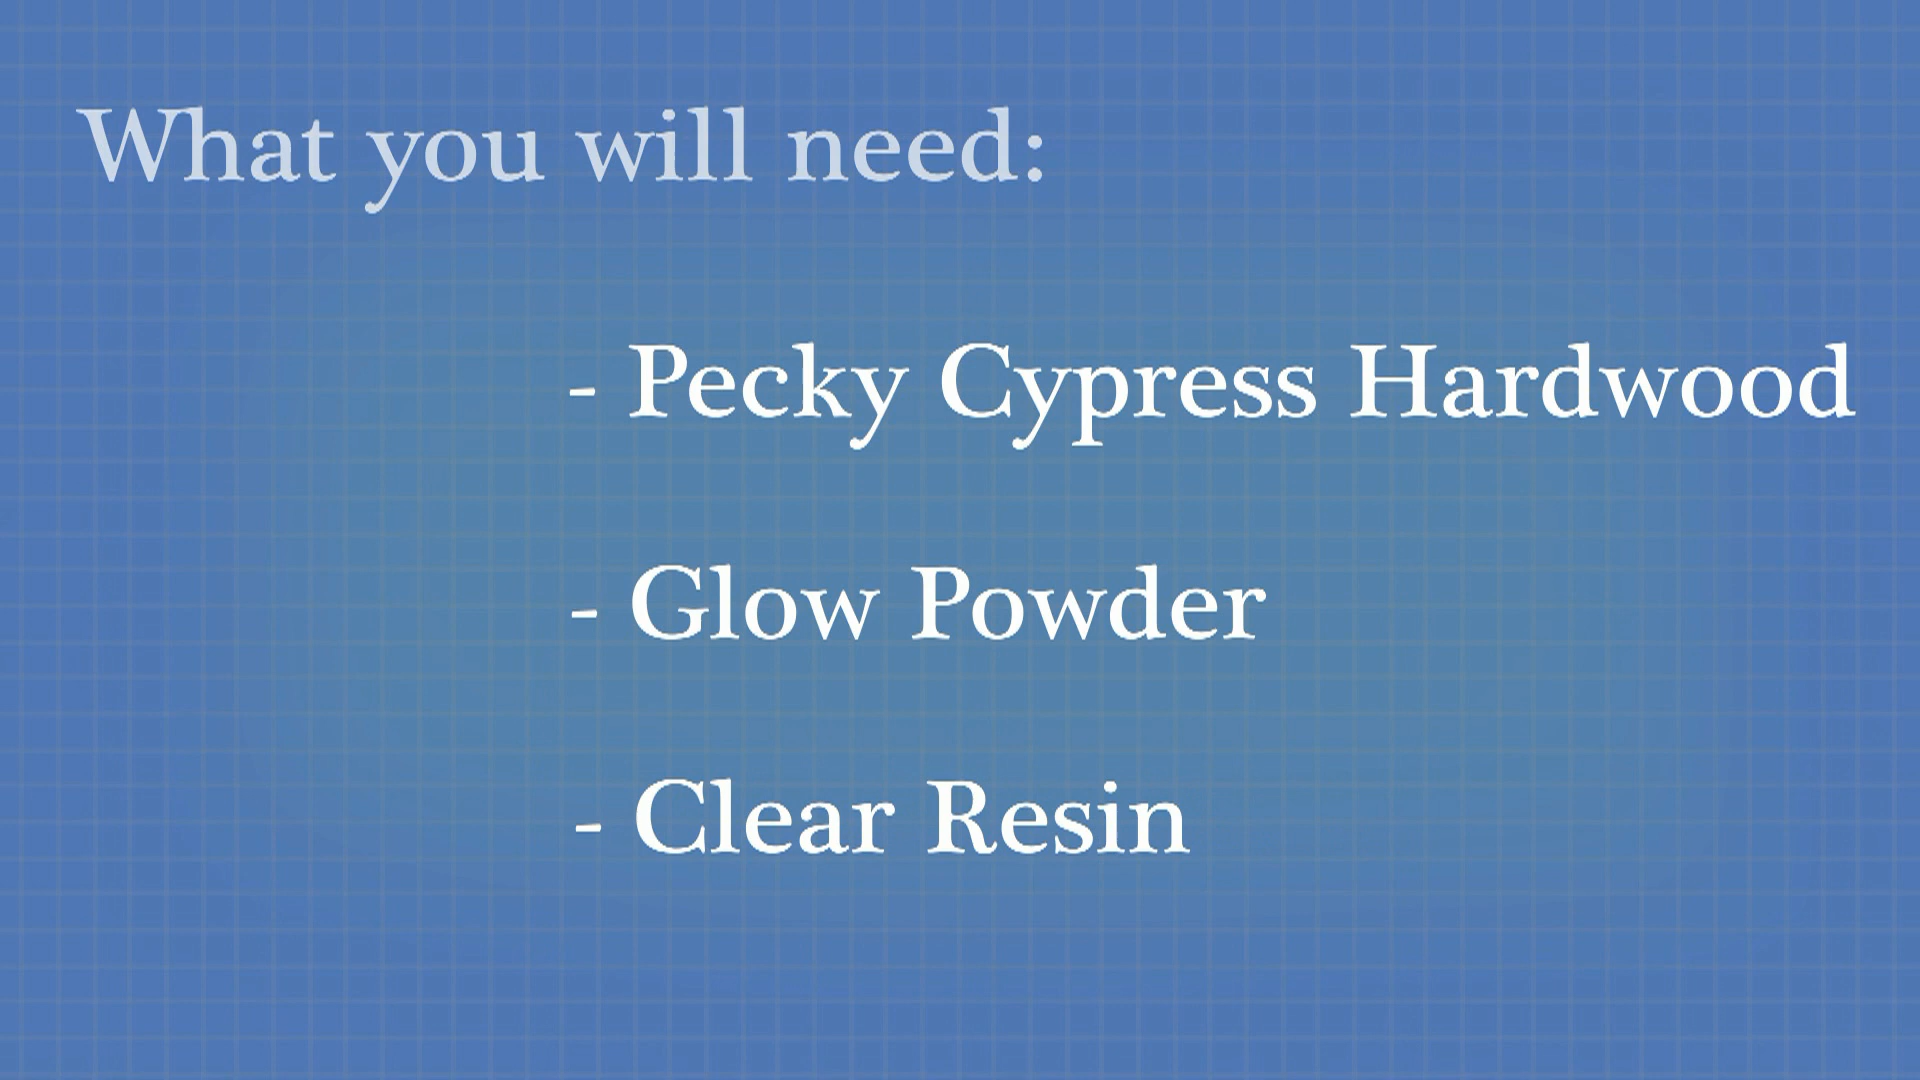 What you will need:
- Pecky Cypress Hardwood
- Glow Powder
- Clear Resin